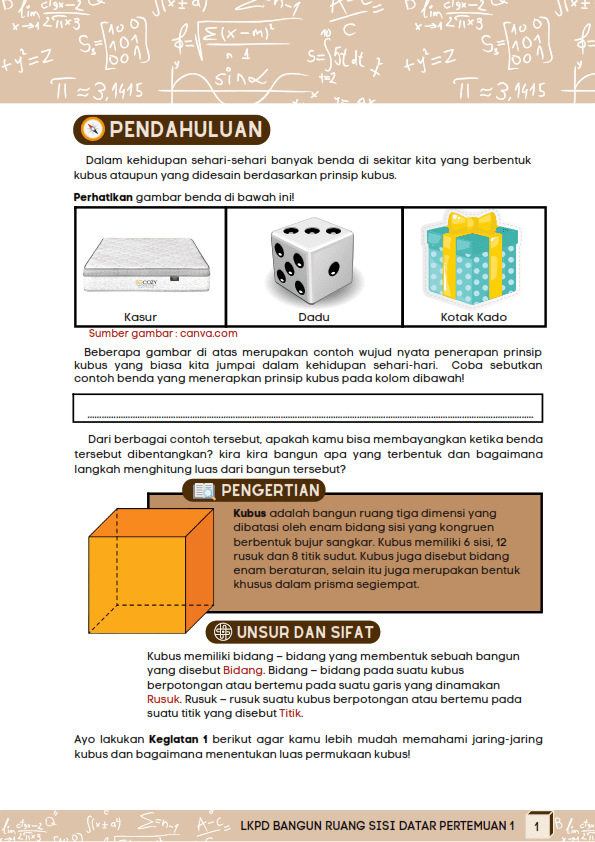 PENDAHULUAN
Dalam kehidupan sehari-sehari banyak benda di sekitar kita yang berbentuk
kubus ataupun yang didesain berdasarkan prinsip kubus.
Perhatikan gambar benda di bawah ini!
COZY
Kasur
Dadu
Kotak Kado
Sumber gambar : canva.com
Beberapa gambar di atas merupakan contoh wujud nyata penerapan prinsip
kubus yang biasa kita jumpai dalam kehidupan sehari-hari. Coba sebutkan
contoh benda yang menerapkan prinsip kubus pada kolom dibawah!
Dari berbagai contoh tersebut, apakah kamu bisa membayangkan ketika benda
tersebut dibentangkan? kira kira bangun apa yang terbentuk dan bagaimana
langkah menghitung luas dari bangun tersebut?
PENGERTIAN
Kubus adalah bangun ruang tiga dimensi yang
dibatasi oleh enam bidang sisi yang kongruen
berbentuk bujur sangkar. Kubus memiliki 6 sisi, 12
rusuk dan 8 titik sudut. Kubus juga disebut bidang
enam beraturan, selain itu juga merupakan bentuk
khusus dalam prisma segiempat.
UNSUR DAN SIFAT
Kubus memiliki bidang – bidang yang membentuk sebuah bangun
yang disebut Bidang. Bidang – bidang pada suatu kubus
berpotongan atau bertemu pada suatu garis yang dinamakan
Rusuk. Rusuk – rusuk suatu kubus berpotongan atau bertemu pada
suatu titik yang disebut Titik.
Ayo lakukan Kegiatan 1 berikut agar kamu lebih mudah memahami jaring-jaring
kubus dan bagaimana menentukan luas permukaan kubus!
LKPD BANGUN RUANG SISI DATAR PERTEMUAN 1
1